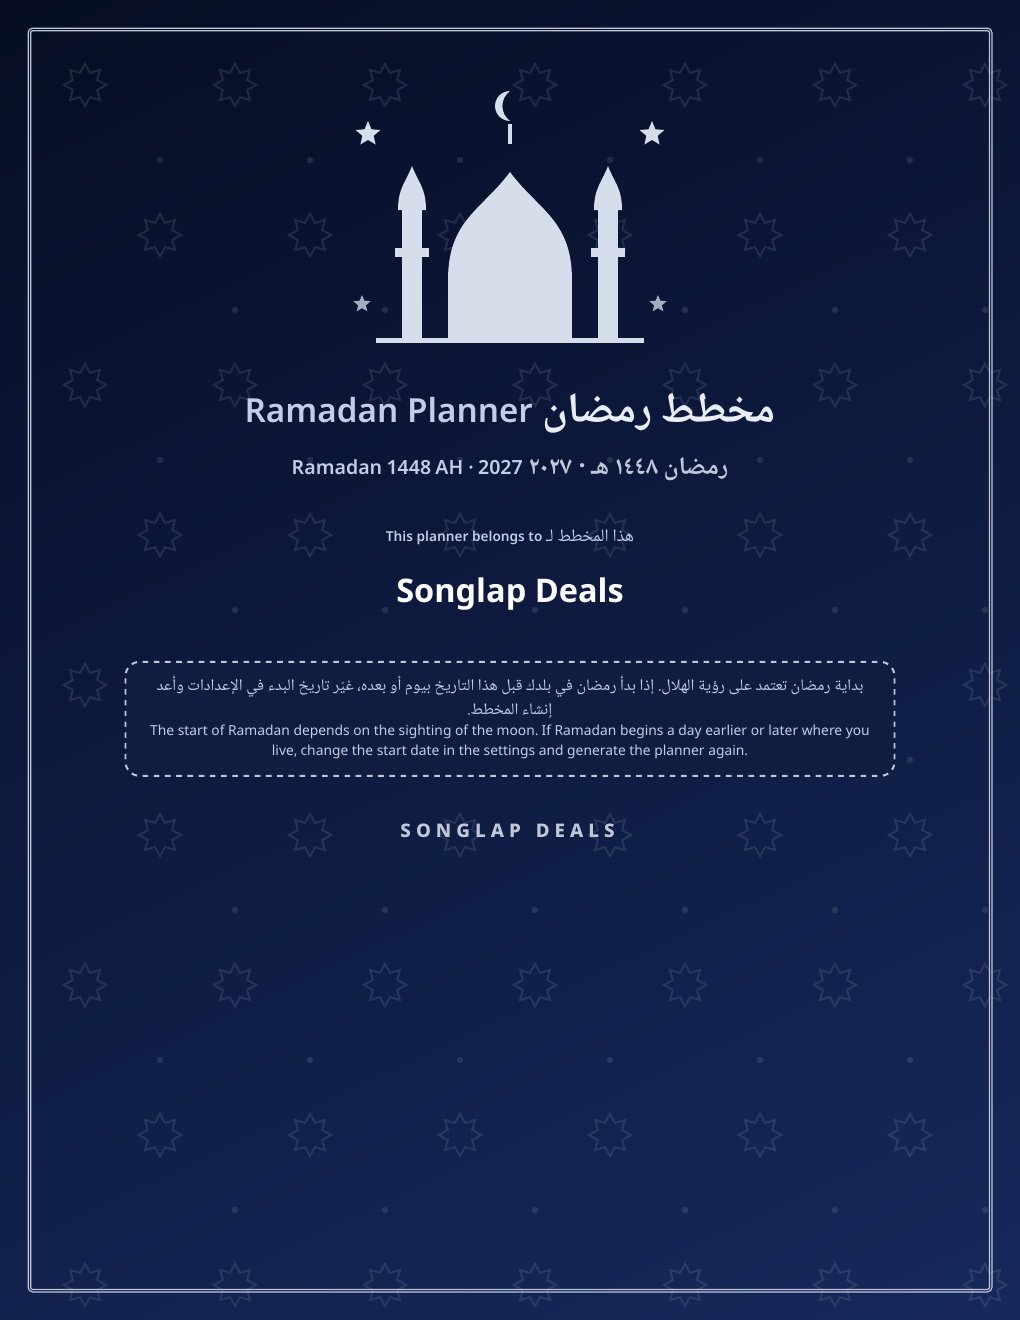 Ramadan Planner مخطط رمضان
Ramadan 1448 AH · 2027 رمضان ١٤٤٨ هـ · ٢٠٢٧
This planner belongs to هذا المخطط لـ
Songlap Deals
بداية رمضان تعتمد على رؤية الهلال. إذا بدأ رمضان في بلدك قبل هذا التاريخ بيوم أو بعده، غيّر تاريخ البدء في الإعدادات وأعد
إنشاء المخطط.
The start of Ramadan depends on the sighting of the moon. If Ramadan begins a day earlier or later where you
live, change the start date in the settings and generate the planner again.
SONGLAP DEALS